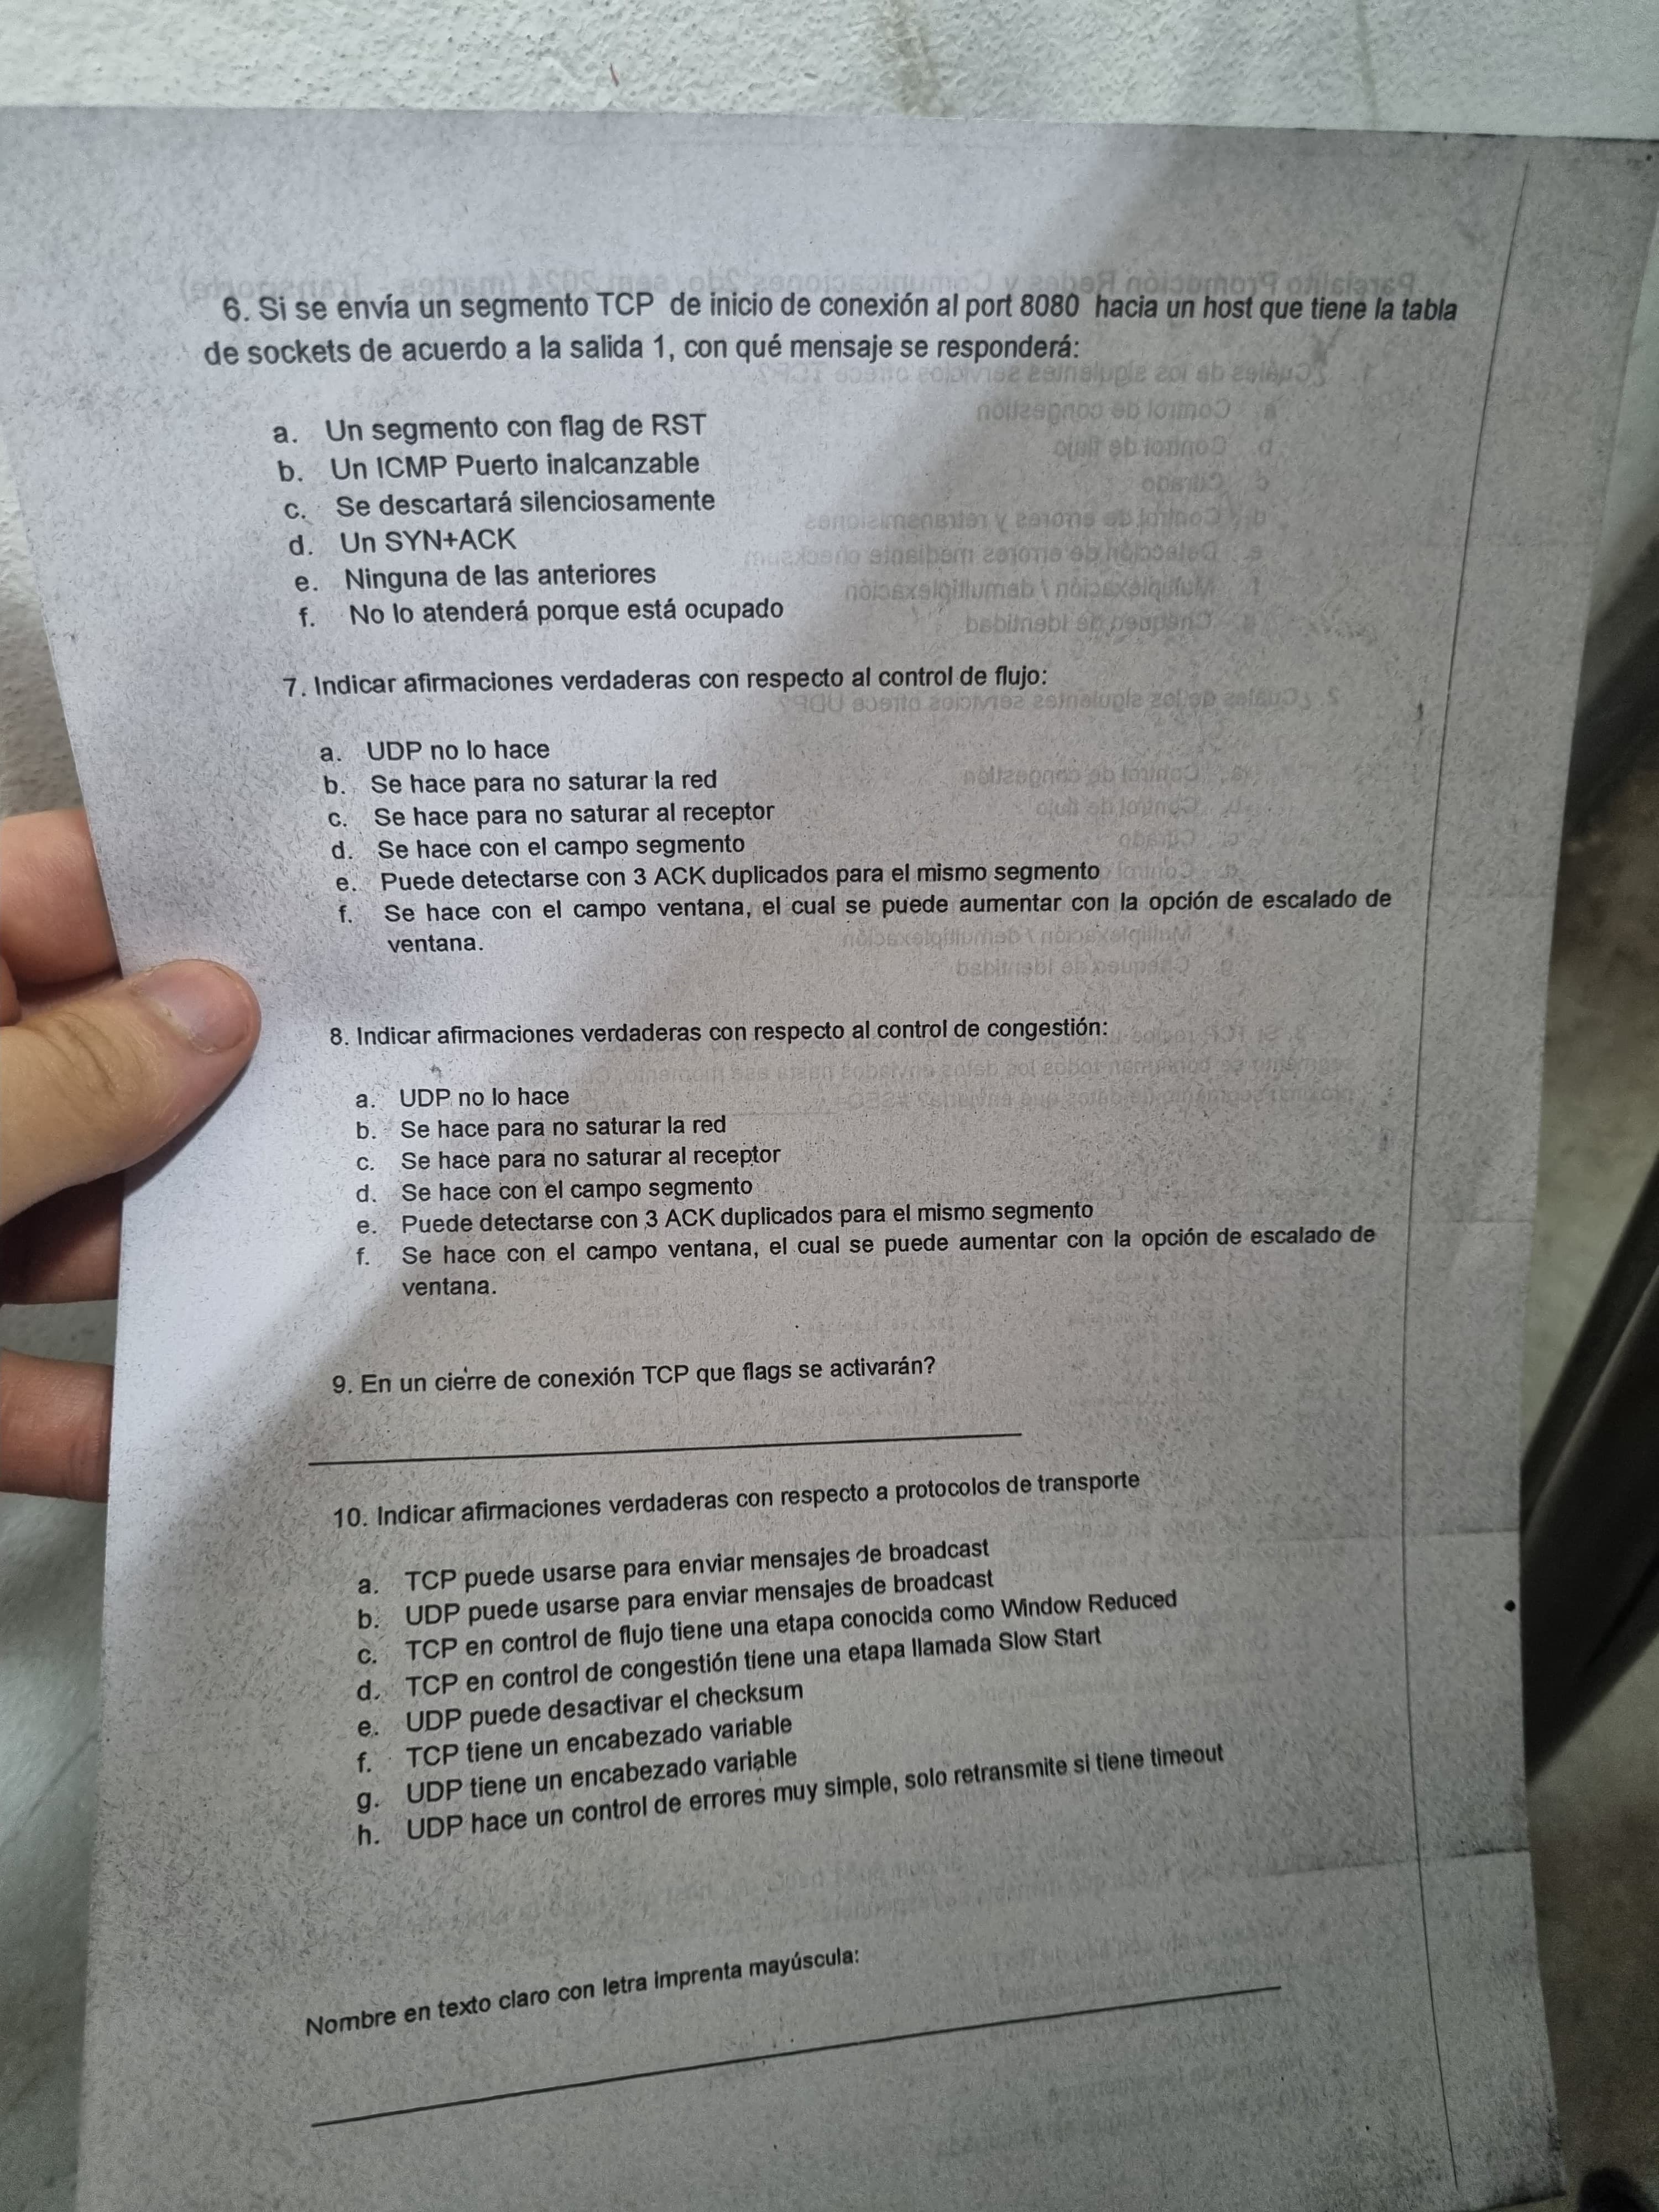 6. Si se envía un segmento TCP de inicio de conexión al port 8080 hacia un host que tiene la tabla
de sockets de acuerdo a la salida 1, con qué mensaje se responderá:
a. Un segmento con flag de RST
b. Un ICMP Puerto inalcanzable
c. Se descartará silenciosamente
d. Un SYN+ACK
e. Ninguna de las anteriores
f. No lo atenderá porque está ocupado
7. Indicar afirmaciones verdaderas con respecto al control de flujo:
a. UDP no lo hace
b. Se hace para no saturar la red
c. Se hace para no saturar al receptor
d. Se hace con el campo segmento
e. Puede detectarse con 3 ACK duplicados para el mismo segmento
f. Se hace con el campo ventana, el cual se puede aumentar con la opción de escalado de
ventana.
8. Indicar afirmaciones verdaderas con respecto al control de congestión:
a. UDP no lo hace
b. Se hace para no saturar la red
c. Se hace para no saturar al receptor
d. Se hace con el campo segmento
e. Puede detectarse con 3 ACK duplicados para el mismo segmento
f. Se hace con el campo ventana, el cual se puede aumentar con la opción de escalado de
ventana.
9. En un cierre de conexión TCP que flags se activarán?
10. Indicar afirmaciones verdaderas con respecto a protocolos de transporte
a. TCP puede usarse para enviar mensajes de broadcast
b. UDP puede usarse para enviar mensajes de broadcast
c. TCP en control de flujo tiene una etapa conocida como Window Reduced
d. TCP en control de congestión tiene una etapa llamada Slow Start
e. UDP puede desactivar el checksum
f. TCP tiene un encabezado variable
g. UDP tiene un encabezado variable
h. UDP hace un control de errores muy simple, solo retransmite si tiene timeout
Nombre en texto claro con letra imprenta mayúscula: